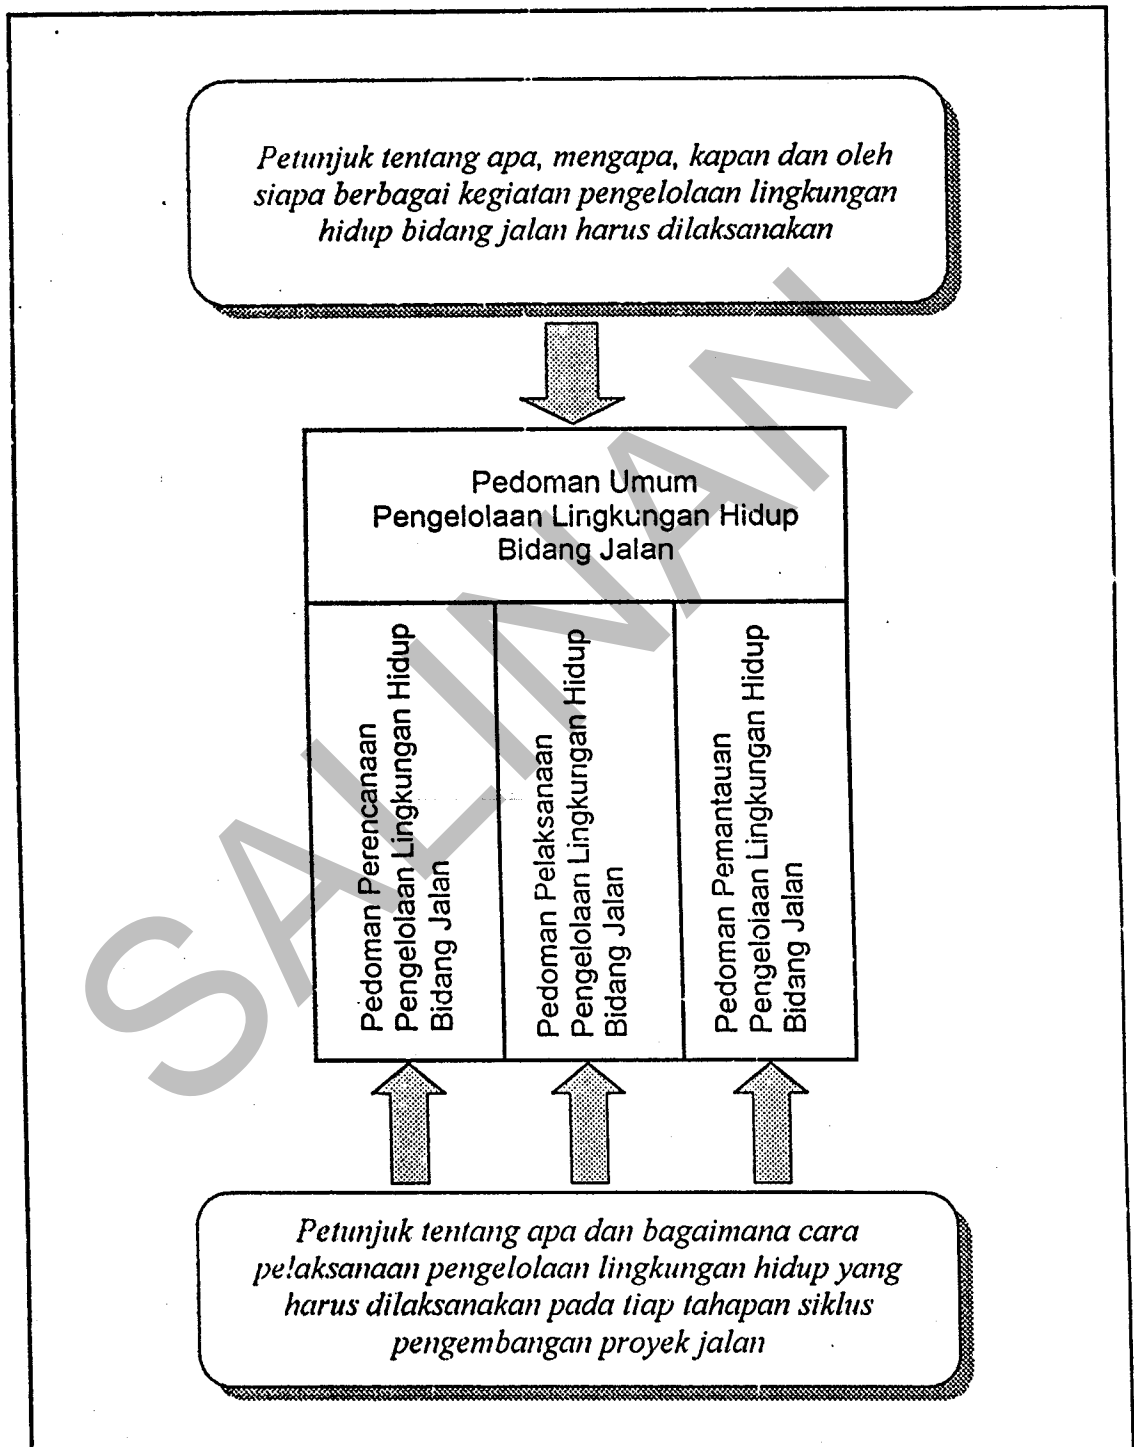 Petunjuk tentang apa, mengapa, kapan dan oleh
siapa berbagai kegiatan pengelolaan lingkungan
hidup bidang jalan harus dilaksanakan
Pedoman Umum
Pengelolaan Lingkungan Hidup
Bidang Jalan
Pedoman Perencanaan
Pengelolaan Lingkungan Hidup
Bidang Jalan
Pedoman Pelaksanaan
Pengelolaan Lingkungan Hidup
Bidang Jalan
Pedoman Pemantauan
Pengelolaan Lingkungan Hidup
Bidang Jalan
Petunjuk tentang apa dan bagaimana cara
pelaksanaan pengelolaan lingkungan hidup yang
harus dilaksanakan pada tiap tahapan siklus
pengembangan proyek jalan
SALINAN